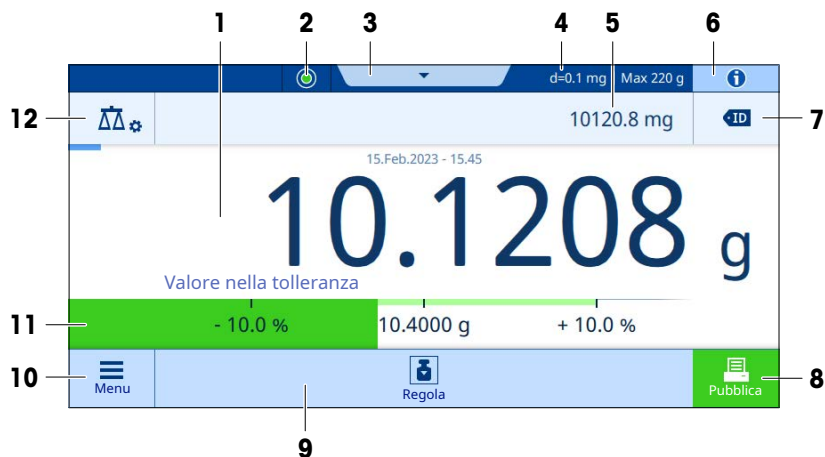 1 2 3 4 5 6
d=0.1 mg Max 220 g
12 10120.8 mg ID 7
15.Feb.2023 - 15.45
10.1208 g
Valore nella tolleranza
11 - 10.0 % 10.4000 g + 10.0 %
10 Menu Regola Pubblica 8
9